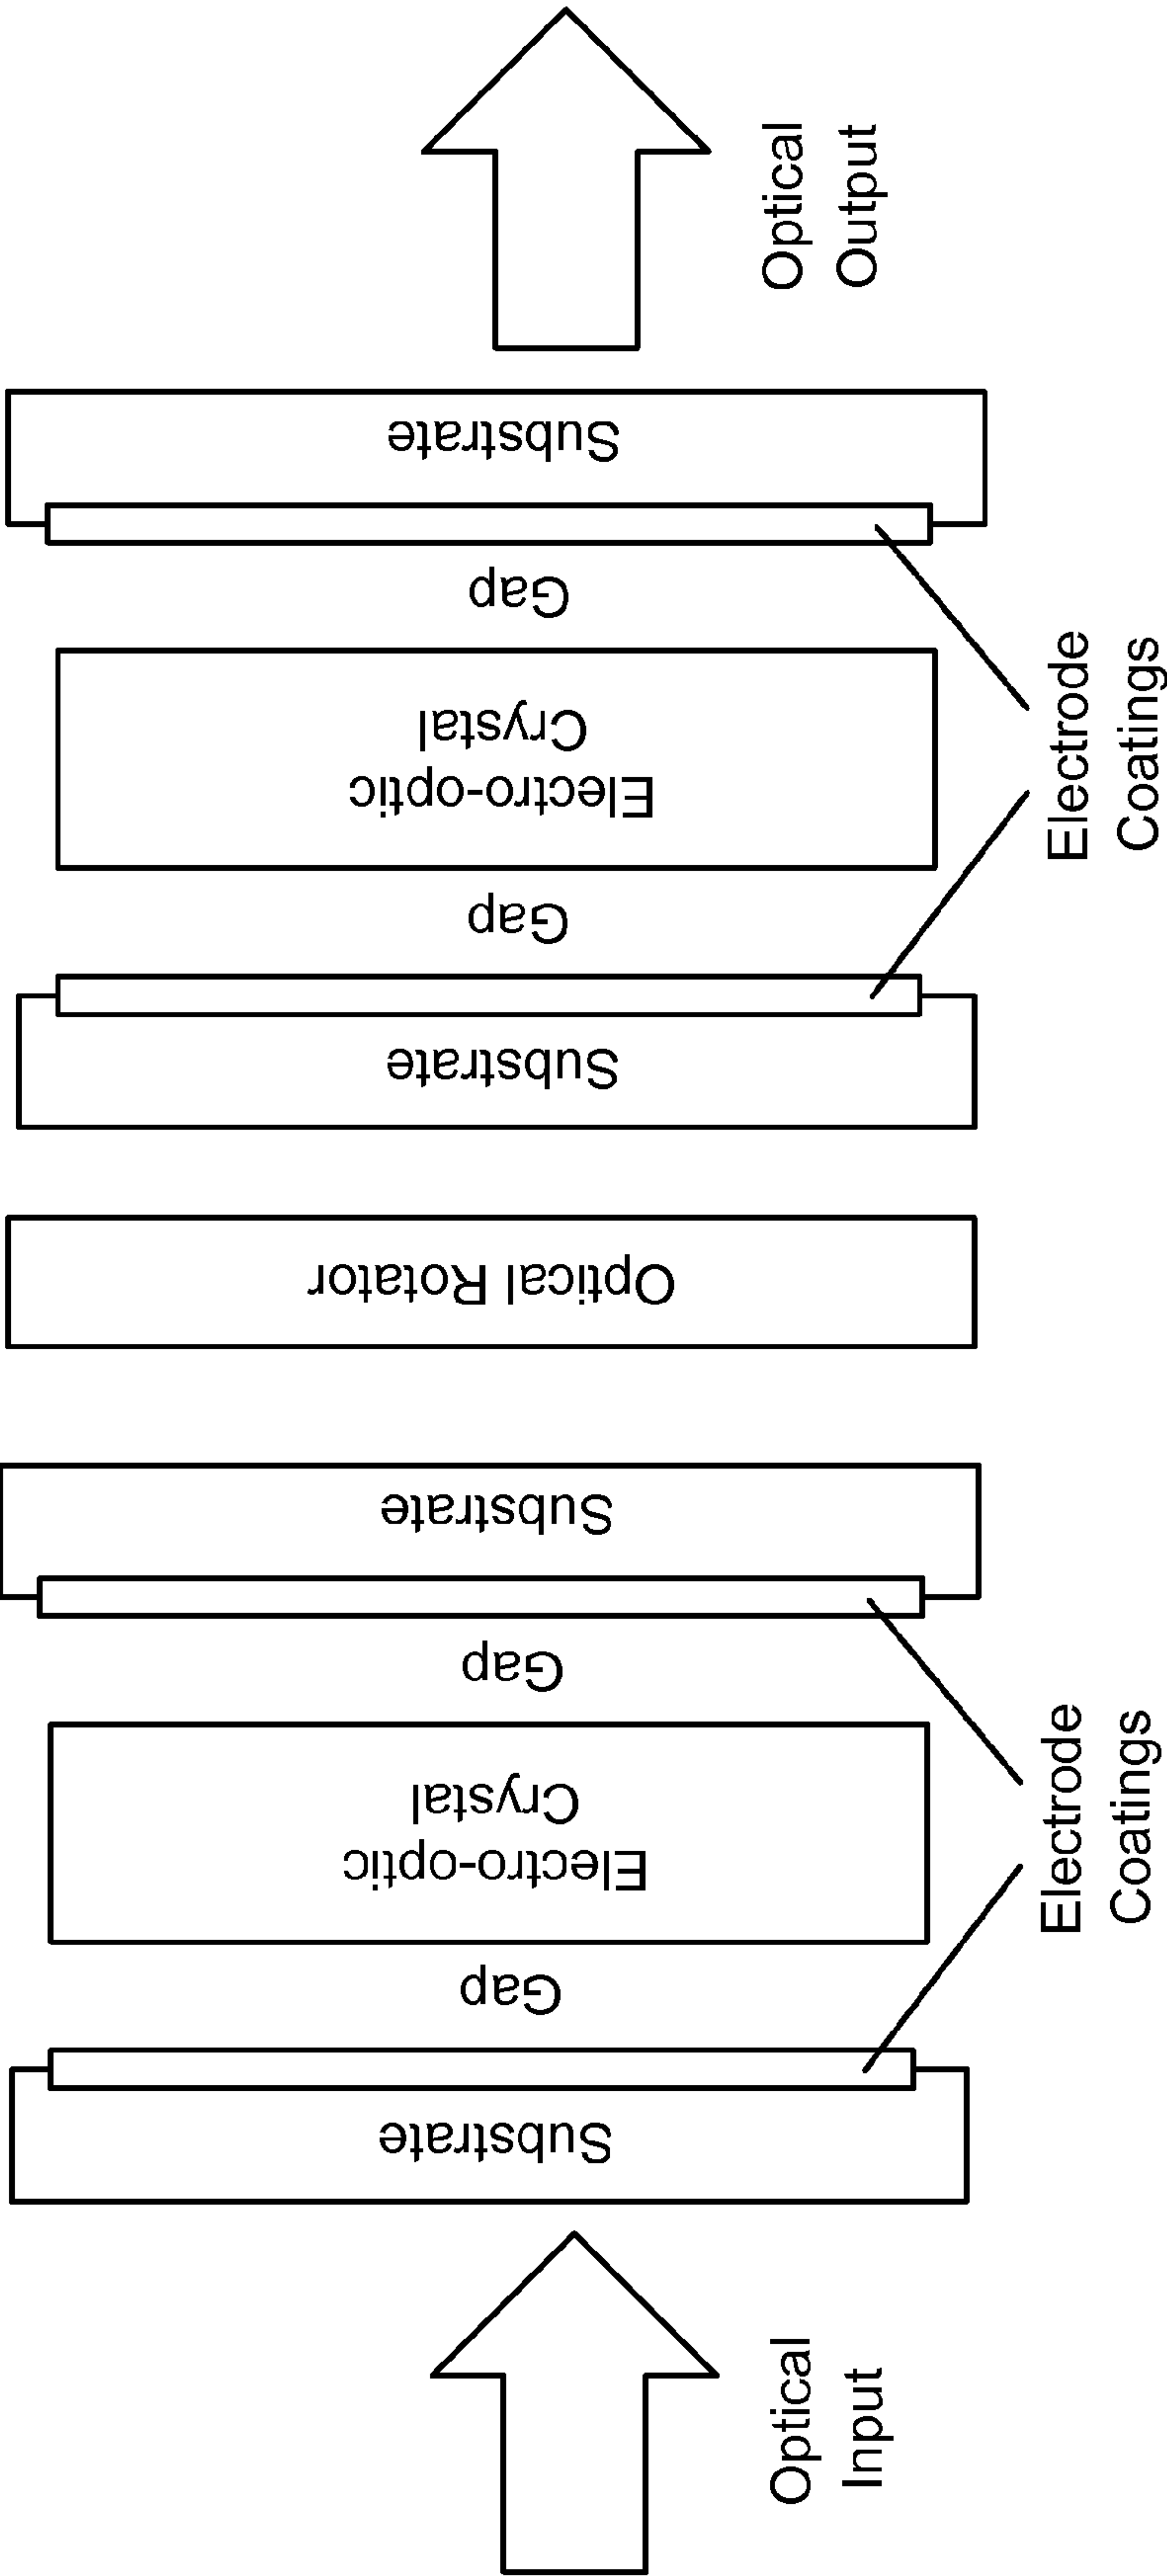 Optical
Input
Substrate
Gap
Electro-optic
Crystal
Gap
Substrate
Electrode
Coatings
Optical Rotator
Substrate
Gap
Electro-optic
Crystal
Gap
Substrate
Electrode
Coatings
Optical
Output